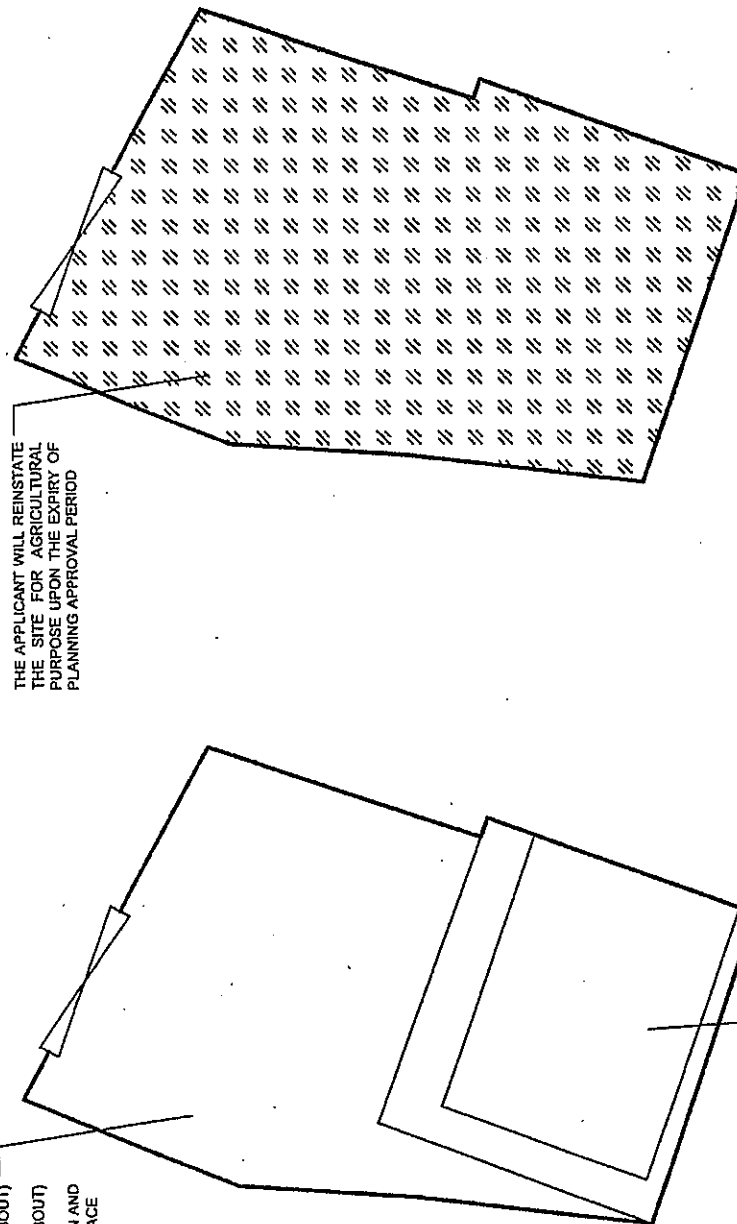 THE APPLICANT WILL REINSTATE
THE SITE FOR AGRICULTURAL
PURPOSE UPON THE EXPIRY OF
PLANNING APPROVAL PERIOD